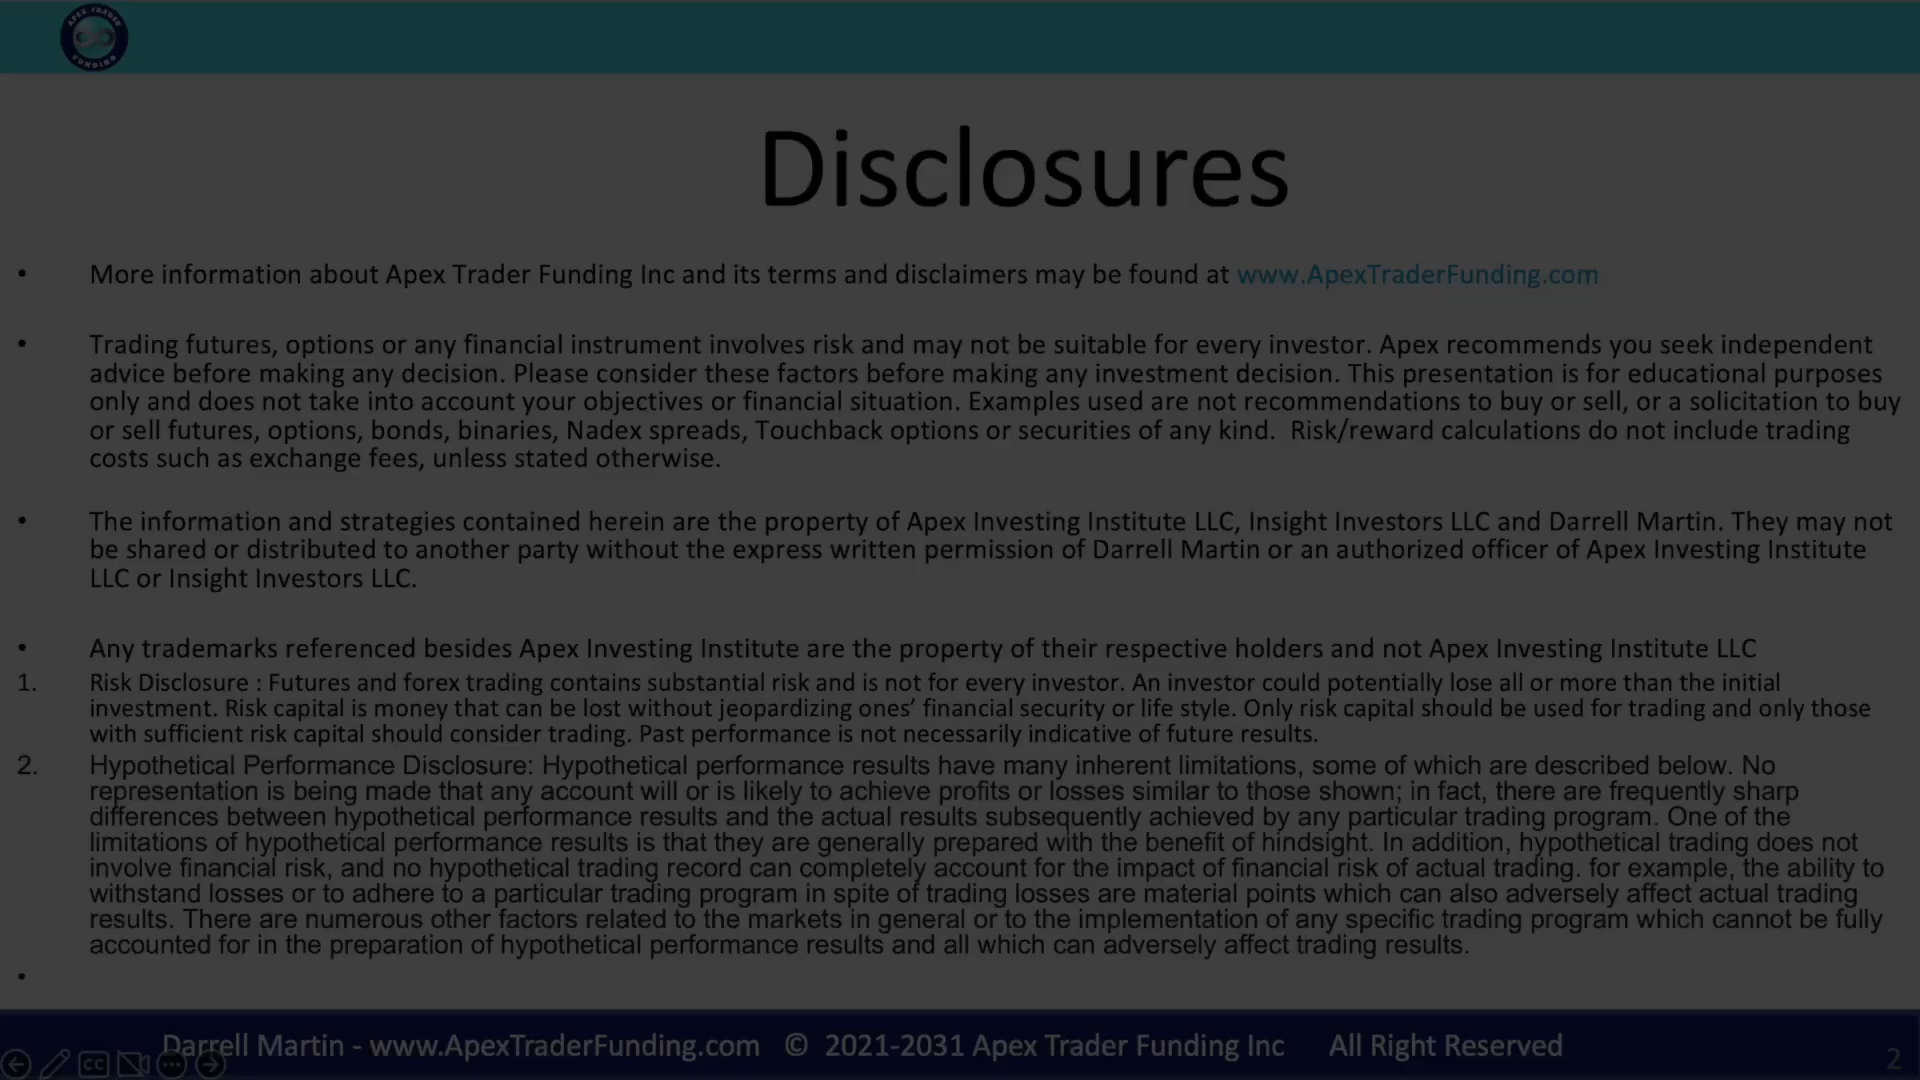 APEX TRADER
FUNDING
Disclosures
• More information about Apex Trader Funding Inc and its terms and disclaimers may be found at www.ApexTraderFunding.com
• Trading futures, options or any financial instrument involves risk and may not be suitable for every investor. Apex recommends you seek independent
advice before making any decision. Please consider these factors before making any investment decision. This presentation is for educational purposes
only and does not take into account your objectives or financial situation. Examples used are not recommendations to buy or sell, or a solicitation to buy
or sell futures, options, bonds, binaries, Nadex spreads, Touchback options or securities of any kind.  Risk/reward calculations do not include trading
costs such as exchange fees, unless stated otherwise.
• The information and strategies contained herein are the property of Apex Investing Institute LLC, Insight Investors LLC and Darrell Martin. They may not
be shared or distributed to another party without the express written permission of Darrell Martin or an authorized officer of Apex Investing Institute
LLC or Insight Investors LLC.
• Any trademarks referenced besides Apex Investing Institute are the property of their respective holders and not Apex Investing Institute LLC
1. Risk Disclosure : Futures and forex trading contains substantial risk and is not for every investor. An investor could potentially lose all or more than the initial
investment. Risk capital is money that can be lost without jeopardizing ones’ financial security or life style. Only risk capital should be used for trading and only those
with sufficient risk capital should consider trading. Past performance is not necessarily indicative of future results.
2. Hypothetical Performance Disclosure: Hypothetical performance results have many inherent limitations, some of which are described below. No
representation is being made that any account will or is likely to achieve profits or losses similar to those shown; in fact, there are frequently sharp
differences between hypothetical performance results and the actual results subsequently achieved by any particular trading program. One of the
limitations of hypothetical performance results is that they are generally prepared with the benefit of hindsight. In addition, hypothetical trading does not
involve financial risk, and no hypothetical trading record can completely account for the impact of financial risk of actual trading. for example, the ability to
withstand losses or to adhere to a particular trading program in spite of trading losses are material points which can also adversely affect actual trading
results. There are numerous other factors related to the markets in general or to the implementation of any specific trading program which cannot be fully
accounted for in the preparation of hypothetical performance results and all which can adversely affect trading results.
•
Darrell Martin - www.ApexTraderFunding.com © 2021-2031 Apex Trader Funding Inc All Right Reserved
CC
2